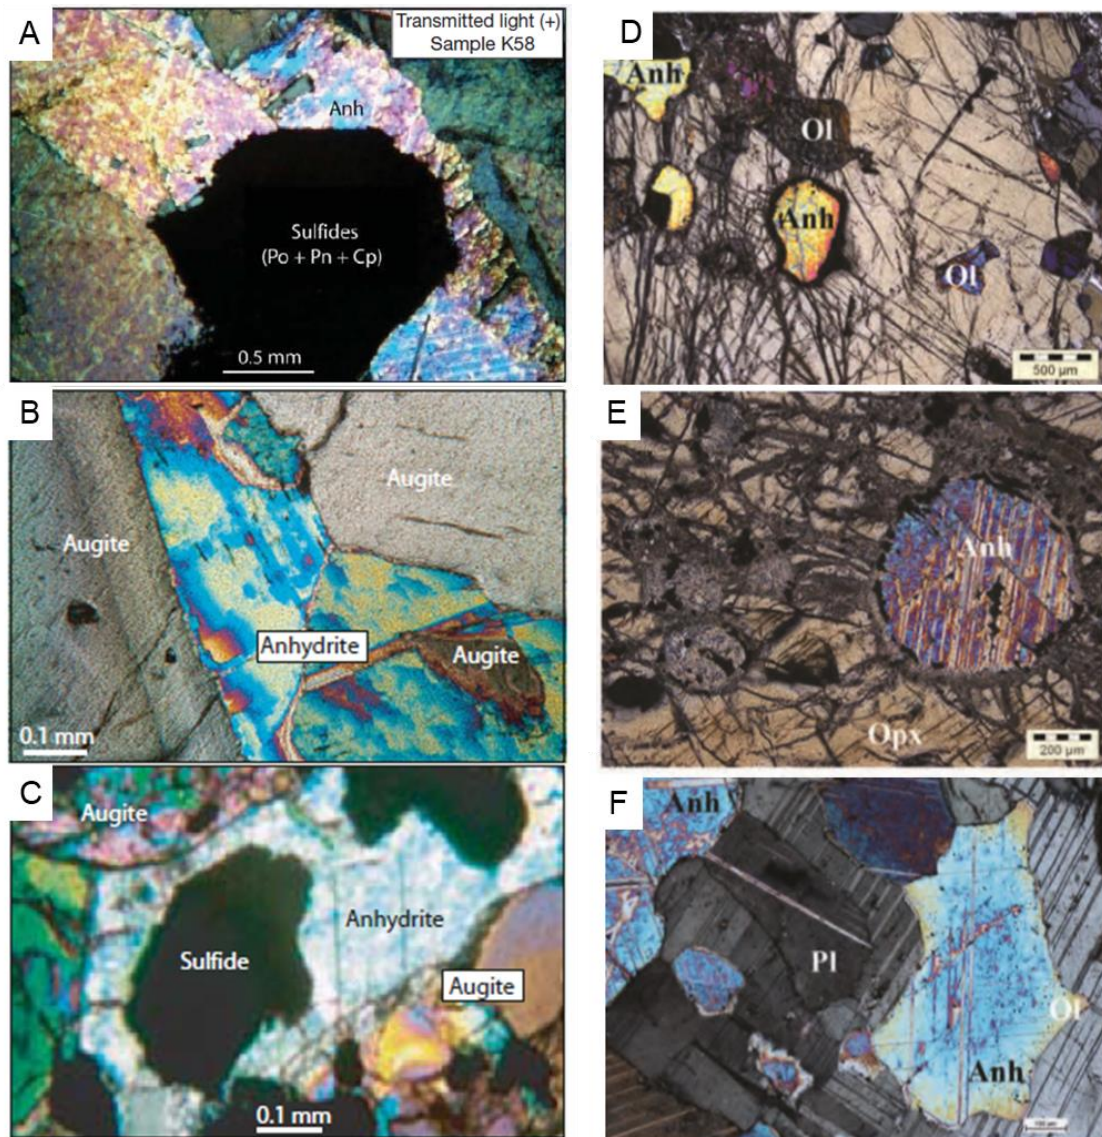 A
Transmitted light (+)
Sample K58
Anh
Sulfides
(Po + Pn + Cp)
0.5 mm
B
Augite
Augite
Anhydrite
Augite
0.1 mm
C
Augite
Anhydrite
Sulfide
Augite
0.1 mm
D
Anh
Ol
Anh
Ol
500 µm
E
Anh
Opx
200 µm
F
Anh
Pl
Ol
Anh
100 µm